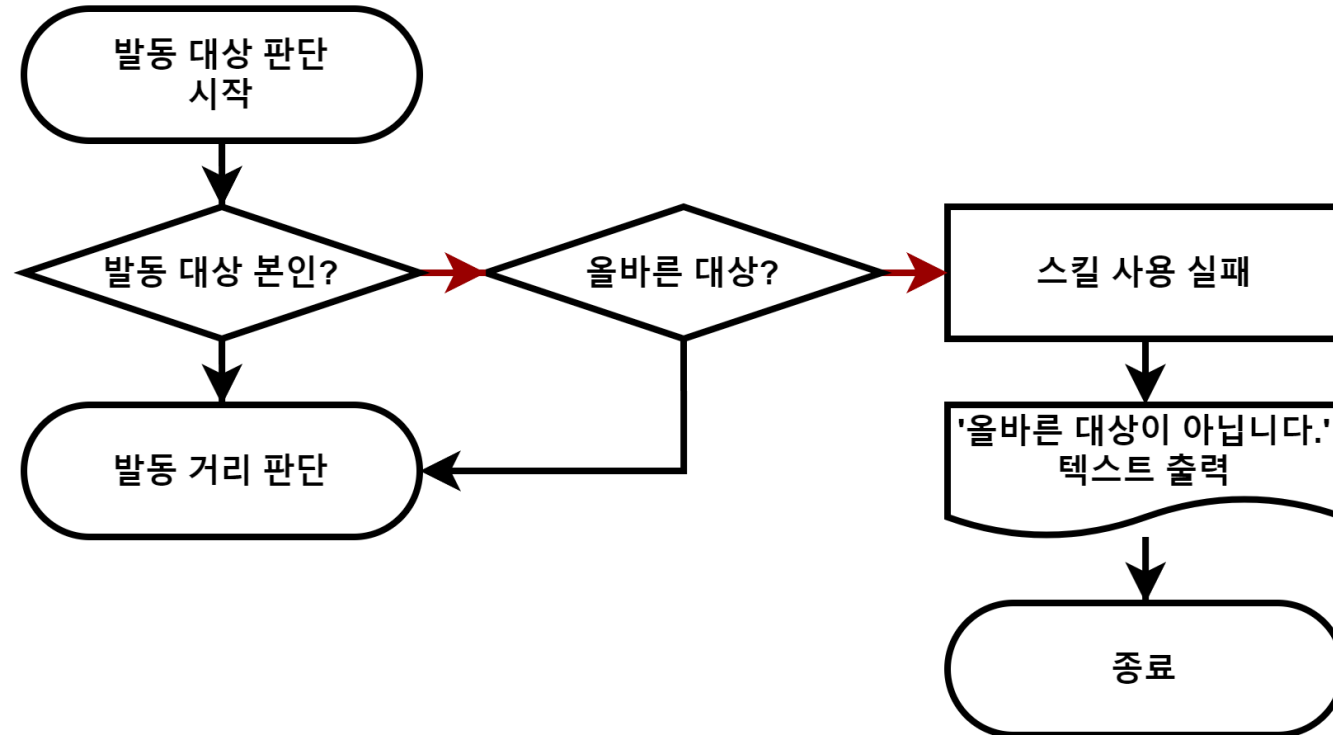 발동 대상 판단
시작
발동 대상 본인?
올바른 대상?
스킬 사용 실패
발동 거리 판단
'올바른 대상이 아닙니다.'
텍스트 출력
종료